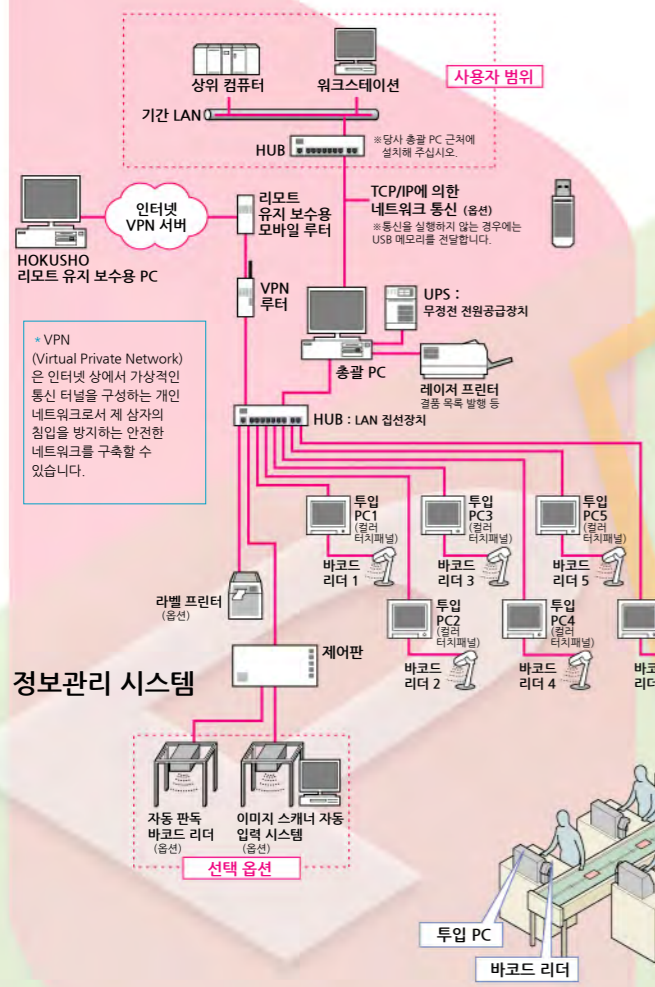 상위 컴퓨터
워크스테이션
사용자 범위
기간 LAN
HUB
※당사 총괄 PC 근처에
설치해 주십시오.
인터넷
VPN 서버
리모트
유지 보수용
모바일 루터
TCP/IP에 의한
네트워크 통신 (옵션)
※통신을 실행하지 않는 경우에는
USB 메모리를 전달합니다.
HOKUSHO
리모트 유지 보수용 PC
VPN
루터
UPS :
무정전 전원공급장치
총괄 PC
레이저 프린터
결품 목록 발행 등
* VPN
(Virtual Private Network)
은 인터넷 상에서 가상적인
통신 터널을 구성하는 개인
네트워크로서 제 삼자의
침입을 방지하는 안전한
네트워크를 구축할 수
있습니다.
HUB : LAN 집선장치
투입
PC1
(컬러
터치패널)
바코드
리더 1
투입
PC3
(컬러
터치패널)
바코드
리더 3
투입
PC5
(컬러
터치패널)
바코드
리더 5
라벨 프린터
(옵션)
투입
PC2
(컬러
터치패널)
바코드
리더 2
투입
PC4
(컬러
터치패널)
바코드
리더 4
바코
리더
제어판
정보관리 시스템
자동 판독
바코드 리더
(옵션)
이미지 스캐너 자동
입력 시스템
(옵션)
선택 옵션
투입 PC
바코드 리더